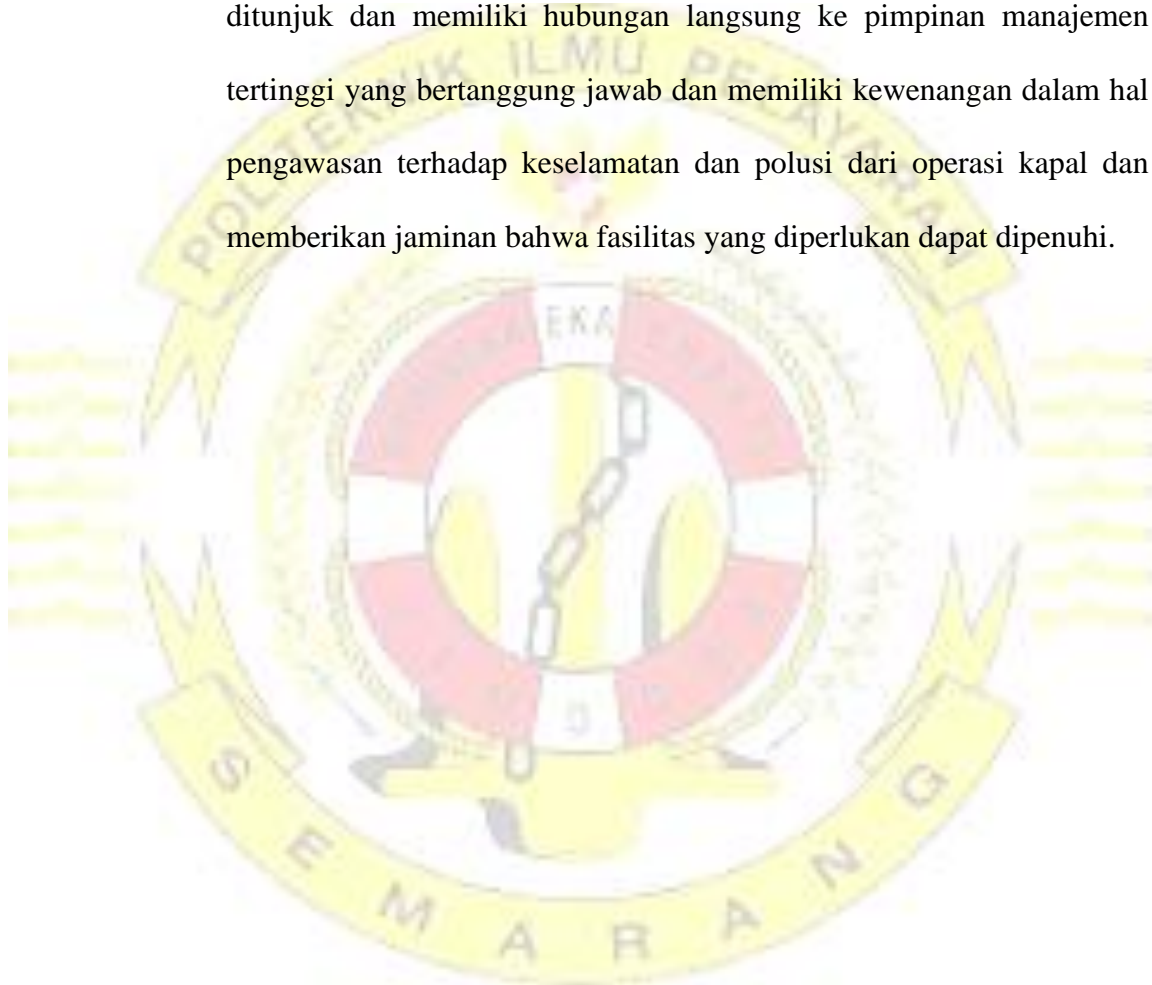 ditunjuk dan memiliki hubungan langsung ke pimpinan manajemen
tertinggi yang bertanggung jawab dan memiliki kewenangan dalam hal
pengawasan terhadap keselamatan dan polusi dari operasi kapal dan
memberikan jaminan bahwa fasilitas yang diperlukan dapat dipenuhi.
POLITEKNIK ILMU PELAYARAN
EKA
SEMARANG